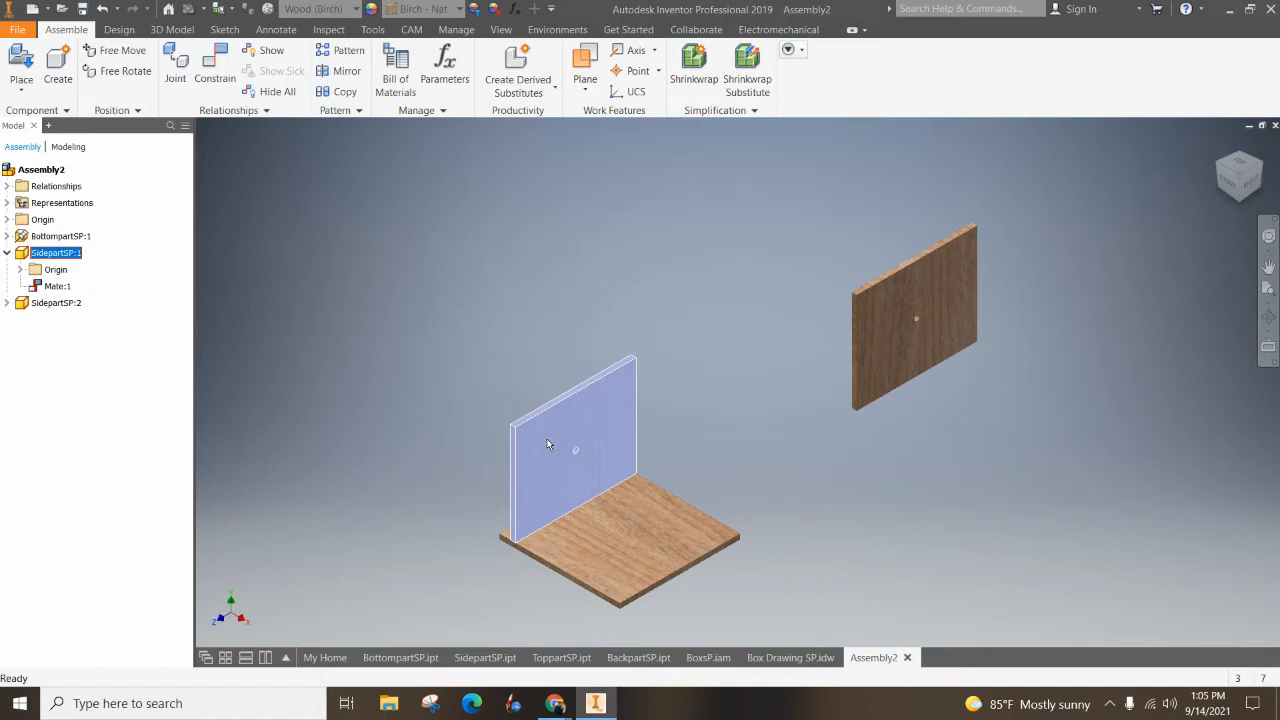 Wood (Birch)
Birch - Nat
Autodesk Inventor Professional 2019   Assembly2
Search Help & Commands...
Sign In
File
Assemble
Design
3D Model
Sketch
Annotate
Inspect
Tools
CAM
Manage
View
Environments
Get Started
Collaborate
Electromechanical
Place
Create
Free Move
Free Rotate
Component
Position
Joint
Constrain
Show
Show Sick
Hide All
Relationships
Pattern
Mirror
Copy
Pattern
Bill of
Materials
Parameters
Manage
Create Derived
Substitutes
Productivity
Plane
Axis
Point
UCS
Work Features
Shrinkwrap
Shrinkwrap
Substitute
Simplification
Model
Assembly
Modeling
Assembly2
Relationships
Representations
Origin
BottompartSP:1
SidepartSP:1
Origin
Mate:1
SidepartSP:2
My Home
BottompartSP.ipt
SidepartSP.ipt
ToppartSP.ipt
BackpartSP.ipt
BoxsP.iam
Box Drawing SP.idw
Assembly2
Ready
3
7
Type here to search
85°F Mostly sunny
1:05 PM
9/14/2021